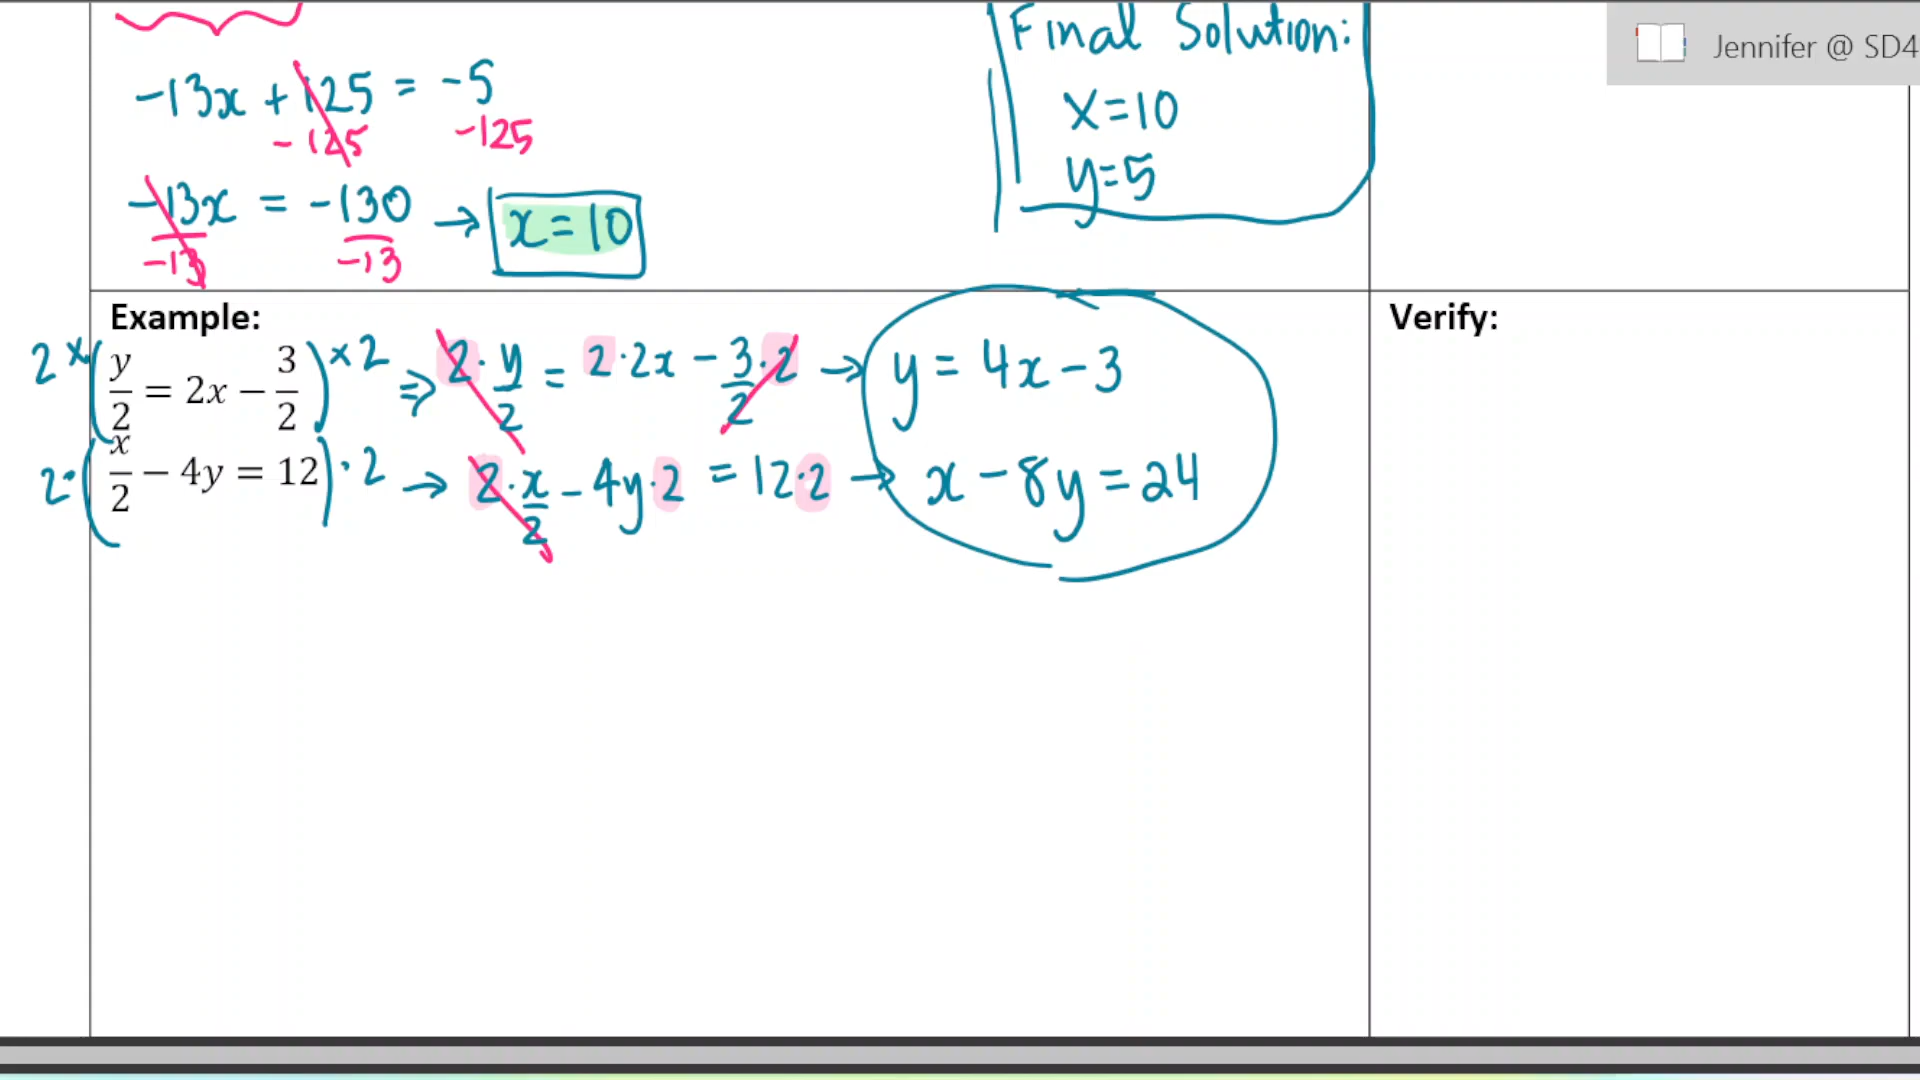 Final Solution:
Jennifer @ SD4
-13x + 125 = -5
-125 -125
x=10
y=5
-13x = -130 → x=10
-13 -13
Example:
Verify:
2×(y/2 = 2x − 3/2)×2 ⇒ 2·y/2 = 2·2x − 3/2·2 → y = 4x − 3
2·(x/2 − 4y = 12)·2 → 2·x/2 − 4y·2 = 12·2 → x − 8y = 24